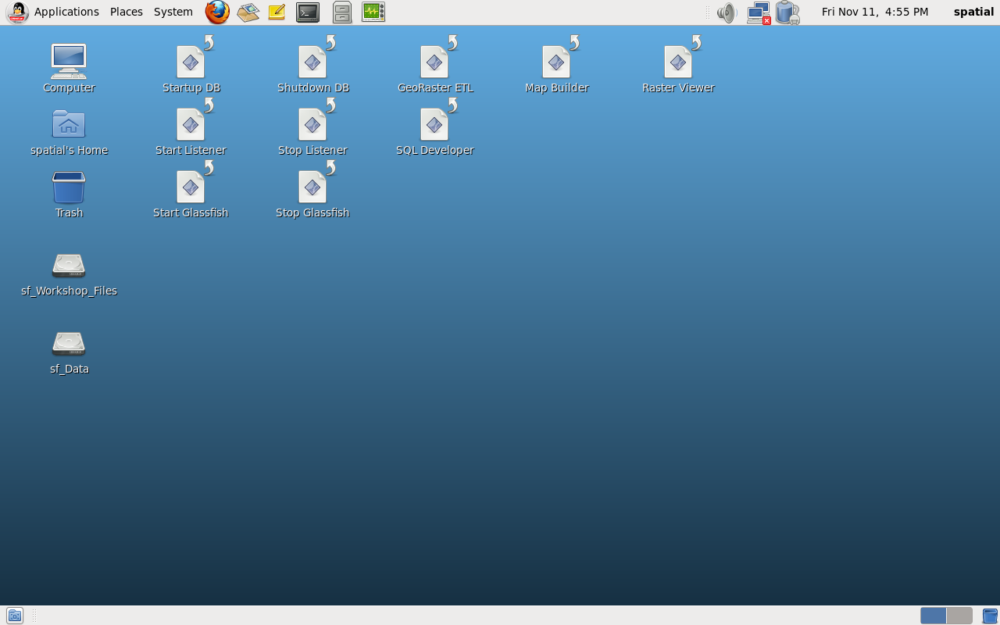 Applications Places System Fri Nov 11, 4:55 PM spatial
Computer Startup DB Shutdown DB GeoRaster ETL Map Builder Raster Viewer
spatial's Home Start Listener Stop Listener SQL Developer
Trash Start Glassfish Stop Glassfish
sf_Workshop_Files
sf_Data